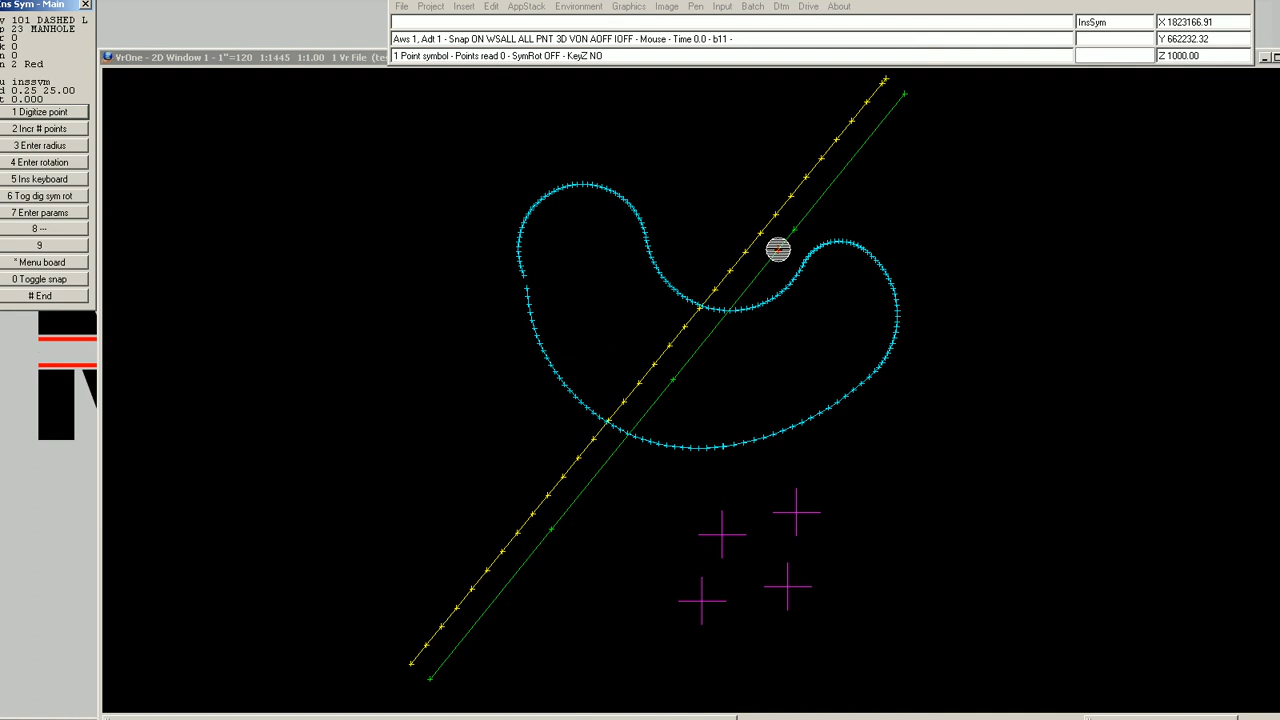 Ins Sym - Main
y 101 DASHED L
p 23 MANHOLE
r 0
k 0
n 2 Red
u inssym
d 0.25 25.00
t 0.000
1 Digitize point
2 Incr # points
3 Enter radius
4 Enter rotation
5 Ins keyboard
6 Tog dig sym rot
7 Enter params
8 ---
9
* Menu board
0 Toggle snap
# End
File Project Insert Edit AppStack Environment Graphics Image Pen Input Batch Dtm Drive About
InsSym X 1823166.91
Aws 1, Adt 1 - Snap ON WSALL ALL PNT 3D VON AOFF IOFF - Mouse - Time 0.0 - b11 - Y 662232.32
1 Point symbol - Points read 0 - SymRot OFF - KeyZ NO Z 1000.00
VrOne - 2D Window 1 - 1"=120 1:1445 1:1.00 1 Vr File (te